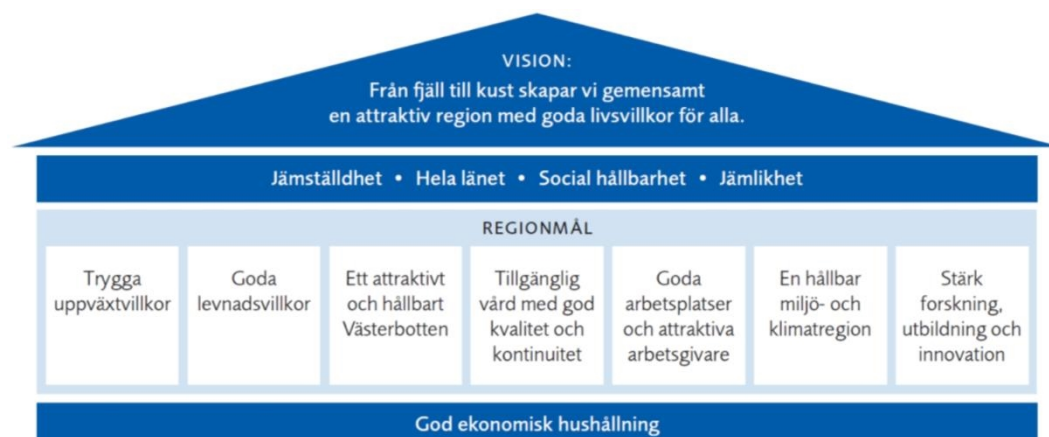 VISION:
Från fjäll till kust skapar vi gemensamt
en attraktiv region med goda livsvillkor för alla.
Jämställdhet • Hela länet • Social hållbarhet • Jämlikhet
REGIONMÅL
Trygga
uppväxtvillkor
Goda
levnadsvillkor
Ett attraktivt
och hållbart
Västerbotten
Tillgänglig
vård med god
kvalitet och
kontinuitet
Goda
arbetsplatser
och attraktiva
arbetsgivare
En hållbar
miljö- och
klimatregion
Stärk
forskning,
utbildning och
innovation
God ekonomisk hushållning